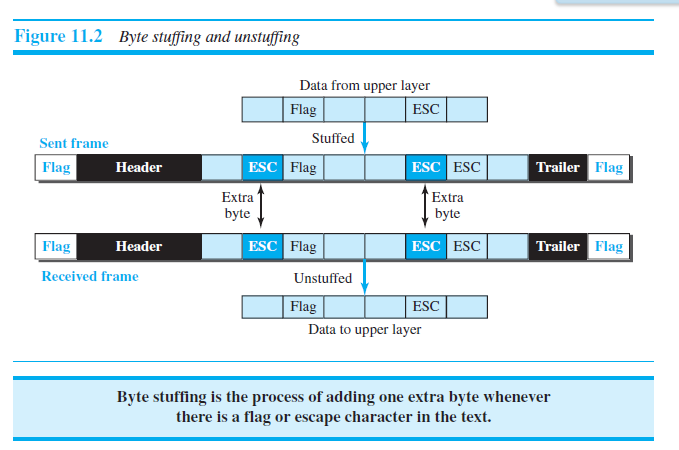 Figure 11.2 Byte stuffing and unstuffing
Data from upper layer
Flag ESC
Stuffed
Sent frame
Flag Header ESC Flag ESC ESC Trailer Flag
Extra byte
Extra byte
Flag Header ESC Flag ESC ESC Trailer Flag
Received frame
Unstuffed
Flag ESC
Data to upper layer
Byte stuffing is the process of adding one extra byte whenever
there is a flag or escape character in the text.